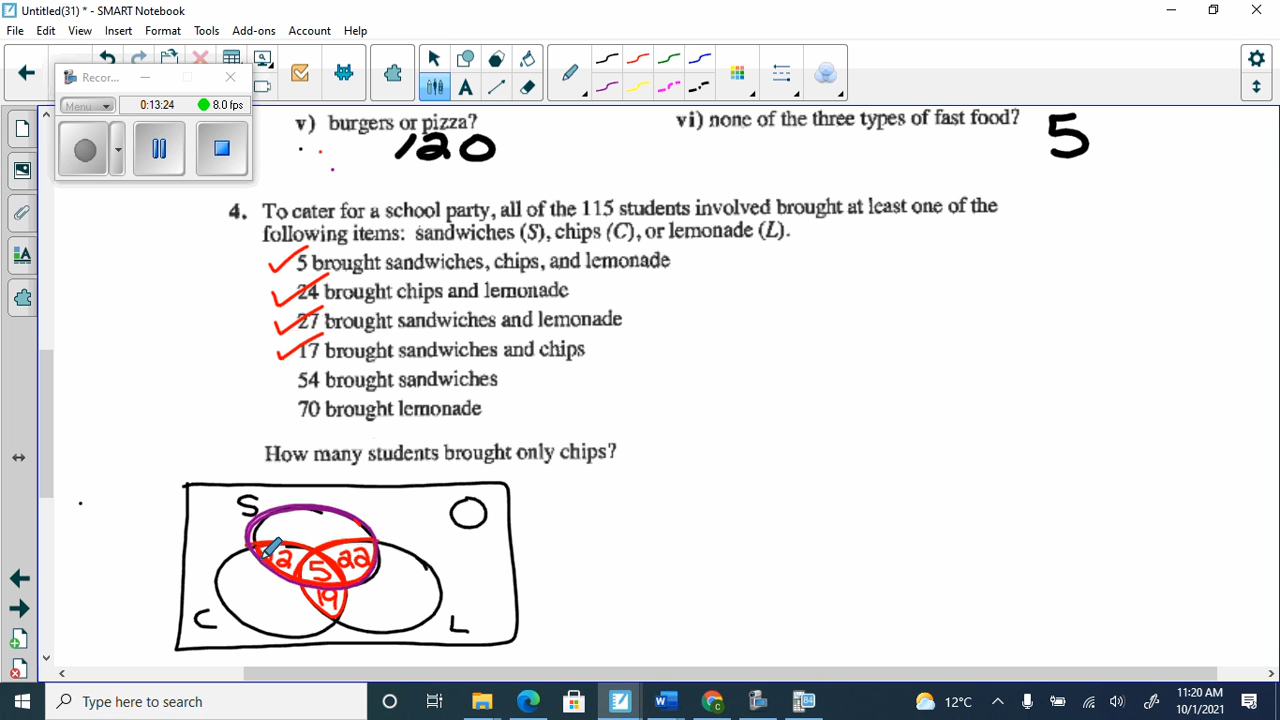 Untitled(31) * - SMART Notebook
File Edit View Insert Format Tools Add-ons Account Help
Recor...
Menu 0:13:24 8.0 fps
v) burgers or pizza? vi) none of the three types of fast food?
120 5
4. To cater for a school party, all of the 115 students involved brought at least one of the
following items: sandwiches (S), chips (C), or lemonade (L).
5 brought sandwiches, chips, and lemonade
24 brought chips and lemonade
27 brought sandwiches and lemonade
17 brought sandwiches and chips
54 brought sandwiches
70 brought lemonade
How many students brought only chips?
S 0
12 5 22
19
C L
Type here to search
12°C
11:20 AM
10/1/2021